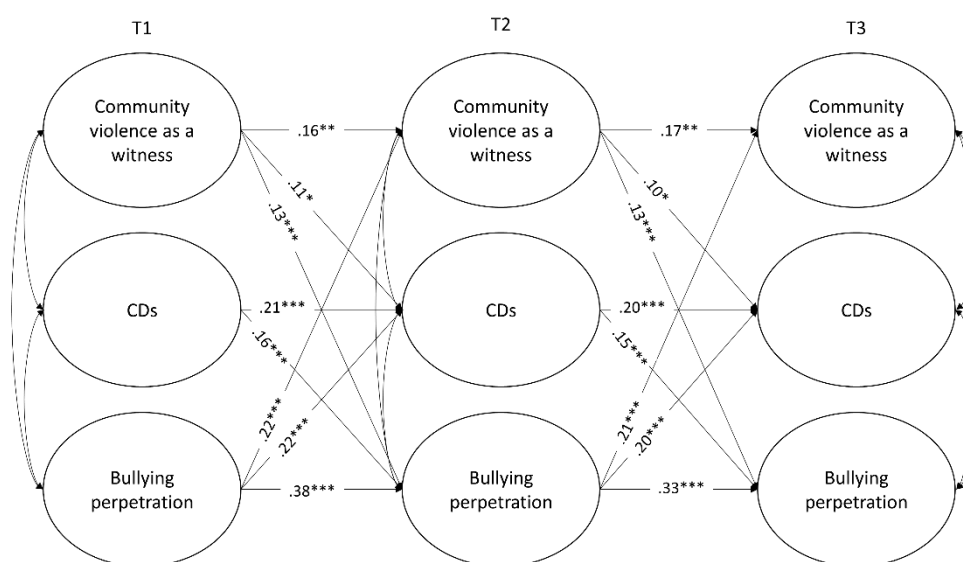 T1
T2
T3
Community
violence as a
witness
.16**
Community
violence as a
witness
.17**
Community
violence as a
witness
.11*
.13***
.10*
.13***
CDs
.21***
CDs
.20***
CDs
.16***
.15***
.22***
.22***
.21***
.20***
Bullying
perpetration
.38***
Bullying
perpetration
.33***
Bullying
perpetration